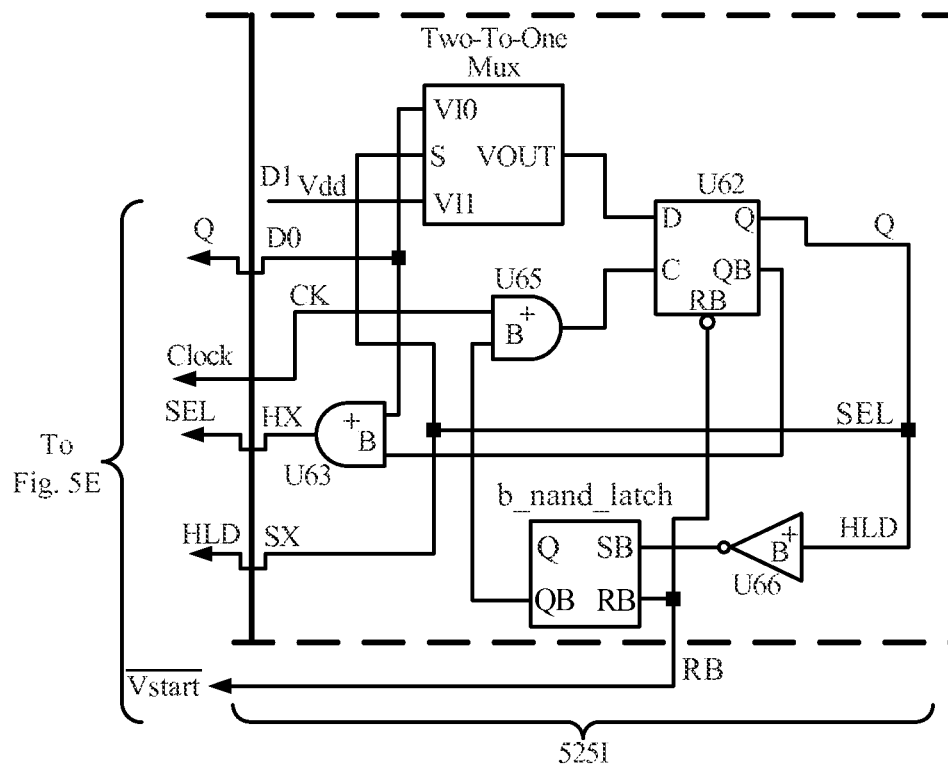 Two-To-One
Mux
VI0
S
VOUT
VI1
D1
Vdd
U62
D
Q
C
QB
RB
Q
Q
D0
U65
CK
B
+
Clock
SEL
HX
+
B
U63
SEL
To
Fig. 5E
b_nand_latch
Q
SB
QB
RB
B
+
U66
HLD
HLD
SX
RB
Vstart
525I